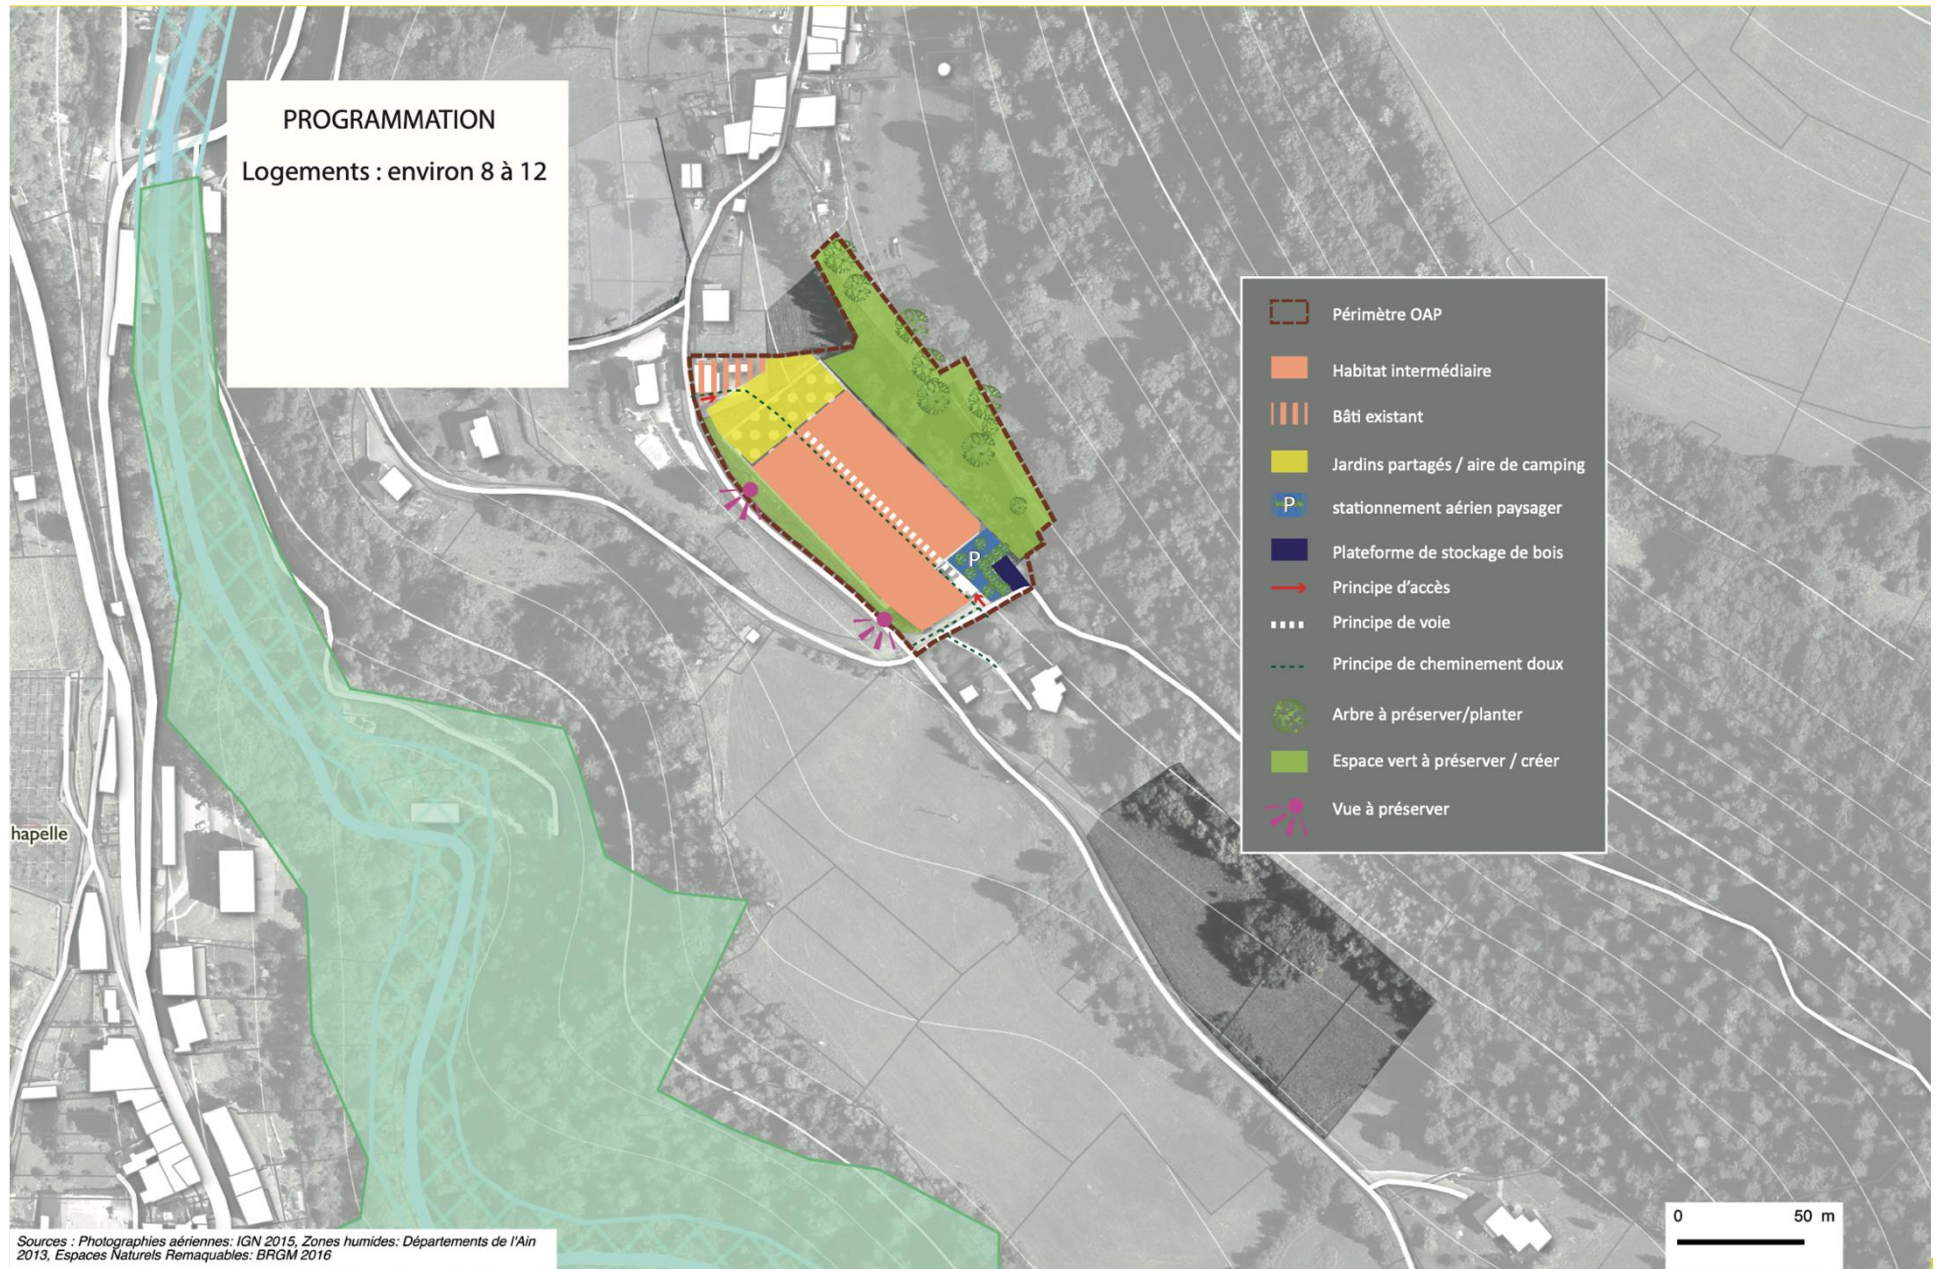 PROGRAMMATION
Logements : environ 8 à 12
Périmètre OAP
Habitat intermédiaire
Bâti existant
Jardins partagés / aire de camping
P
stationnement aérien paysager
Plateforme de stockage de bois
Principe d'accès
Principe de voie
Principe de cheminement doux
Arbre à préserver/planter
Espace vert à préserver / créer
Vue à préserver
P
hapelle
0 50 m
Sources : Photographies aériennes: IGN 2015, Zones humides: Départements de l'Ain
2013, Espaces Naturels Remaquables: BRGM 2016